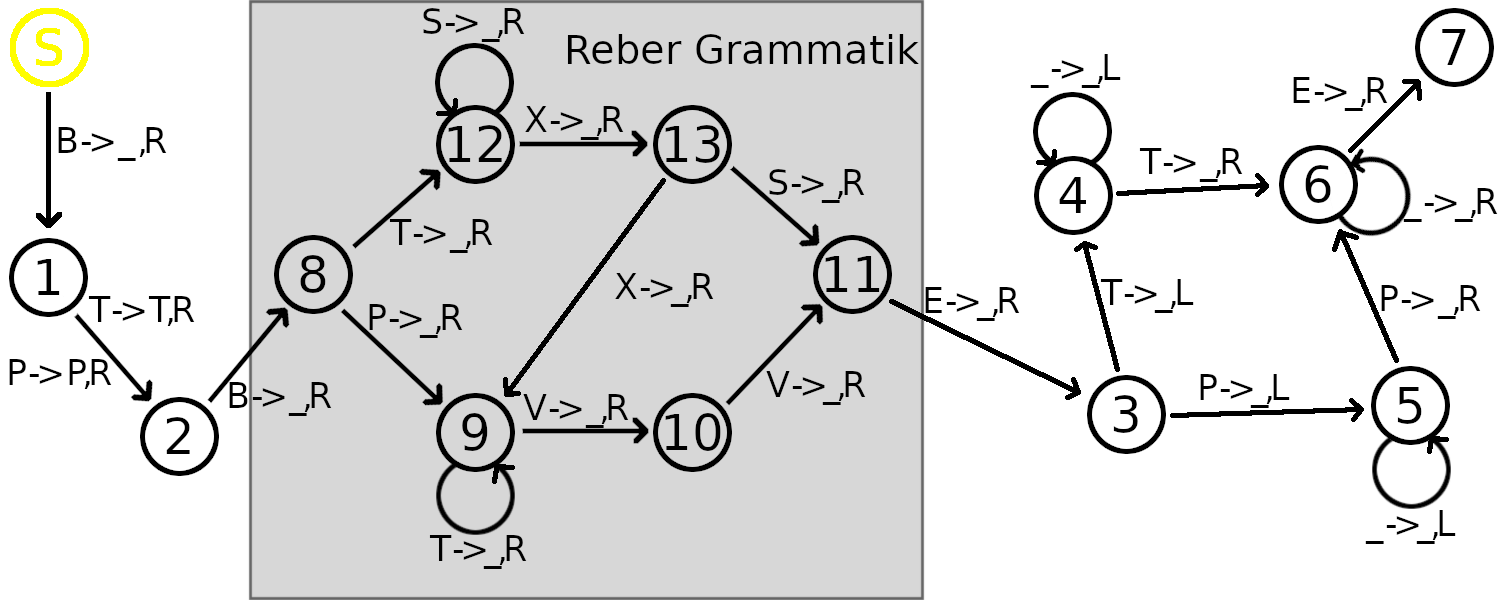 S
S->_,R
Reber Grammatik
7
E->_,R
_->_,L
B->_,R
12
X->_,R
13
T->_,R
S->_,R
4
6
_->_,R
T->_,R
1
8
11
T->T,R
P->_,R
X->_,R
E->_,R
T->_,L
P->_,R
P->P,R
B->_,R
V->_,R
V->_,R
P->_,L
2
9
10
3
5
T->_,R
_->_,L